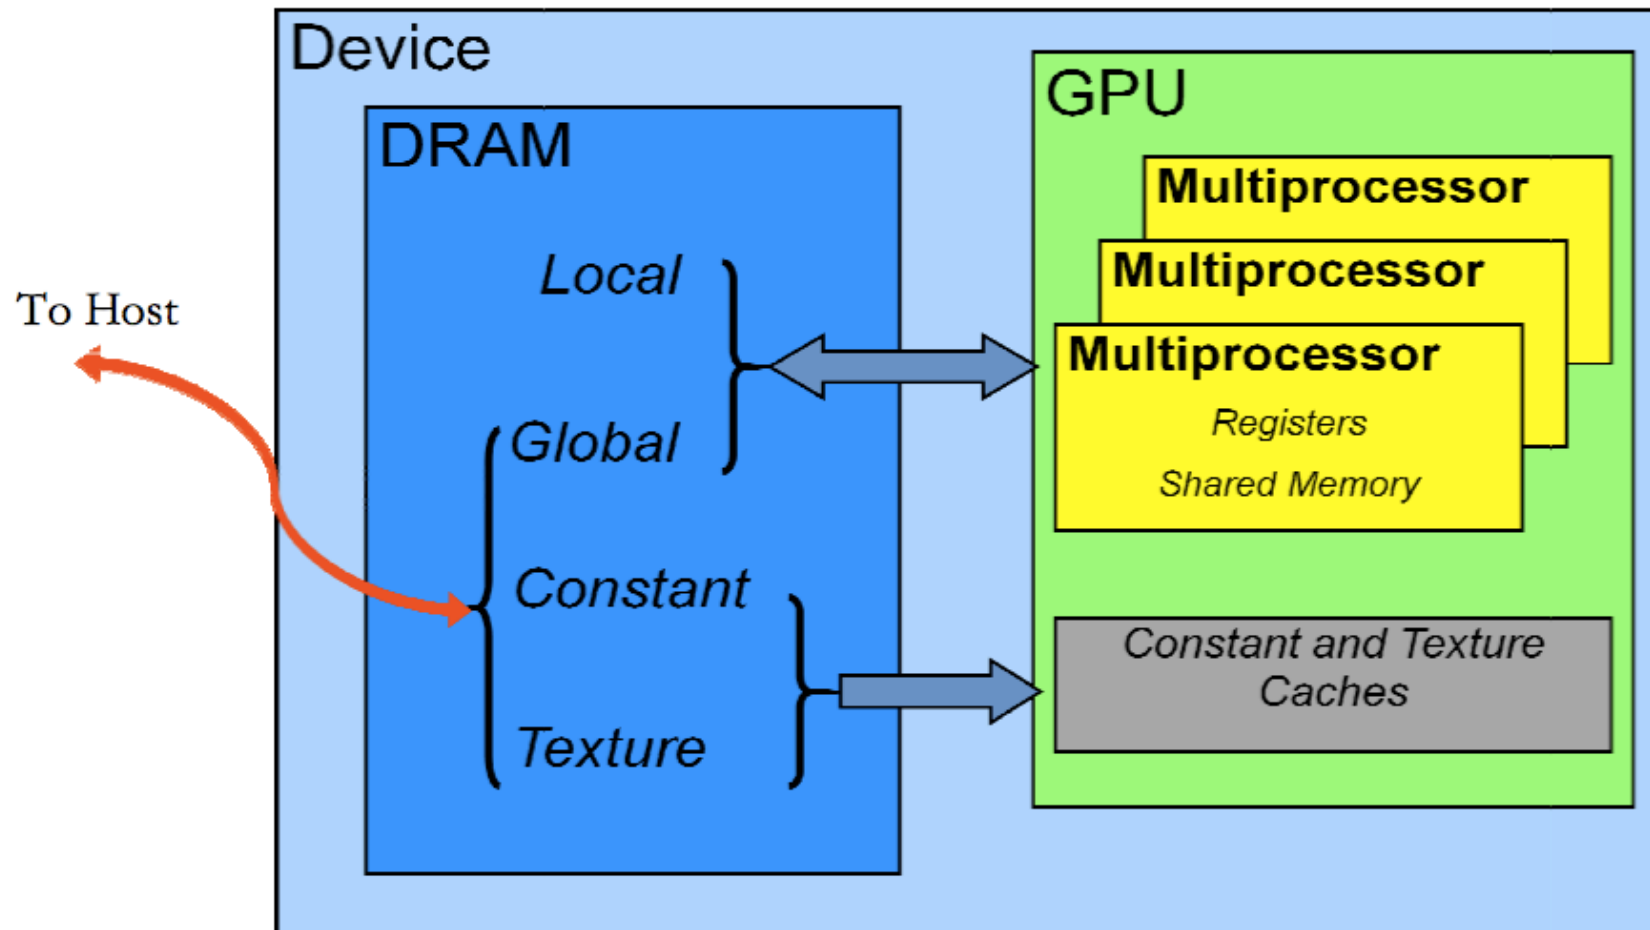 Device
DRAM
Local
Global
Constant
Texture
To Host
GPU
Multiprocessor
Multiprocessor
Multiprocessor
Registers
Shared Memory
Constant and Texture
Caches